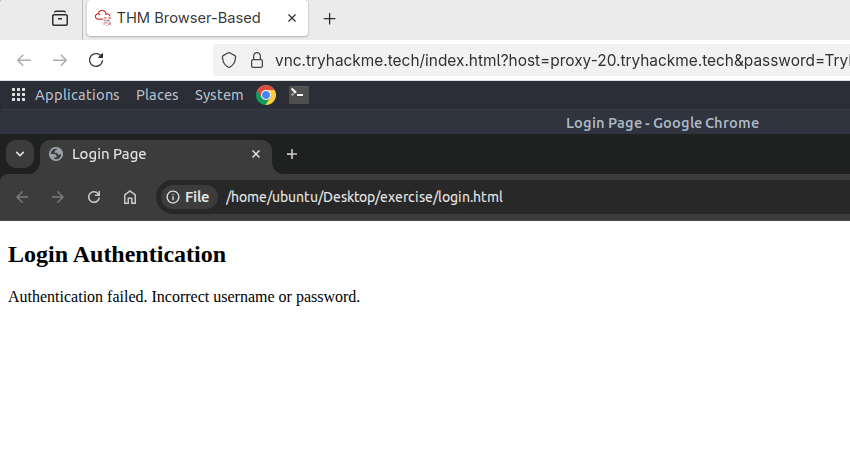 THM Browser-Based
vnc.tryhackme.tech/index.html?host=proxy-20.tryhackme.tech&password=Try
Applications Places System
Login Page - Google Chrome
Login Page
File /home/ubuntu/Desktop/exercise/login.html
Login Authentication
Authentication failed. Incorrect username or password.